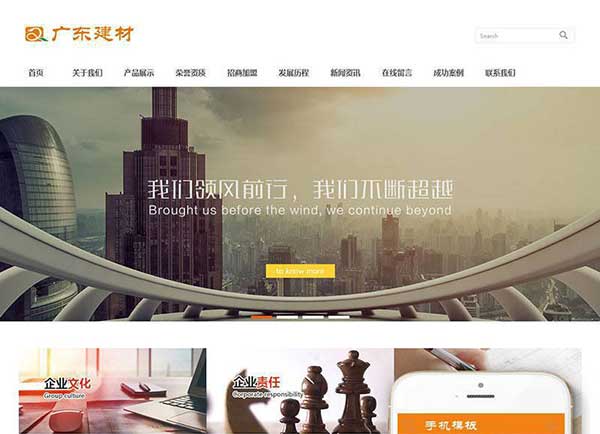 广东建材
Search
首页 关于我们 产品展示 荣誉资质 招商加盟 发展历程 新闻资讯 在线留言 成功案例 联系我们
我们领风前行，我们不断超越
Brought us before the wind, we continue beyond
to know more
企业文化
Group culture
企业责任
Corporate responsibility
手机模板